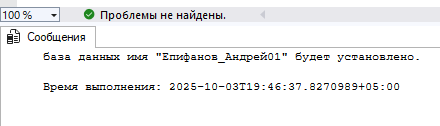 100 %
Проблемы не найдены.
Сообщения
база данных имя "Епифанов_Андрей01" будет установлено.
Время выполнения: 2025-10-03T19:46:37.8270989+05:00